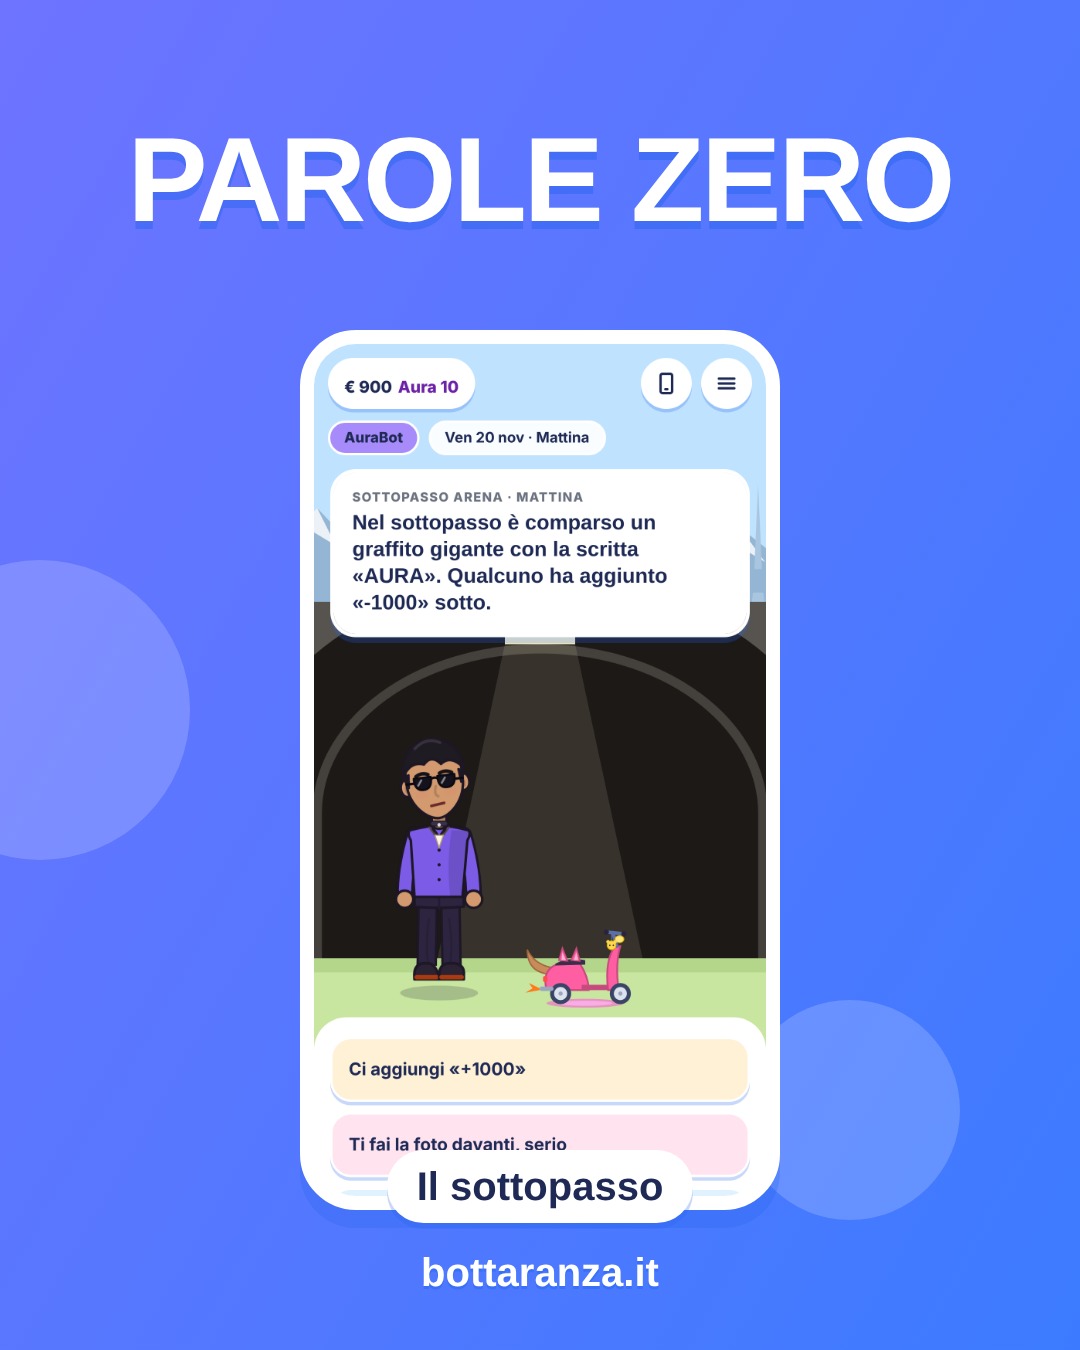 PAROLE ZERO
€ 900 Aura 10
AuraBot
Ven 20 nov · Mattina
SOTTOPASSO ARENA · MATTINA
Nel sottopasso è comparso un
graffito gigante con la scritta
«AURA». Qualcuno ha aggiunto
«-1000» sotto.
Ci aggiungi «+1000»
Ti fai la foto davanti, serio
Il sottopasso
bottaranza.it